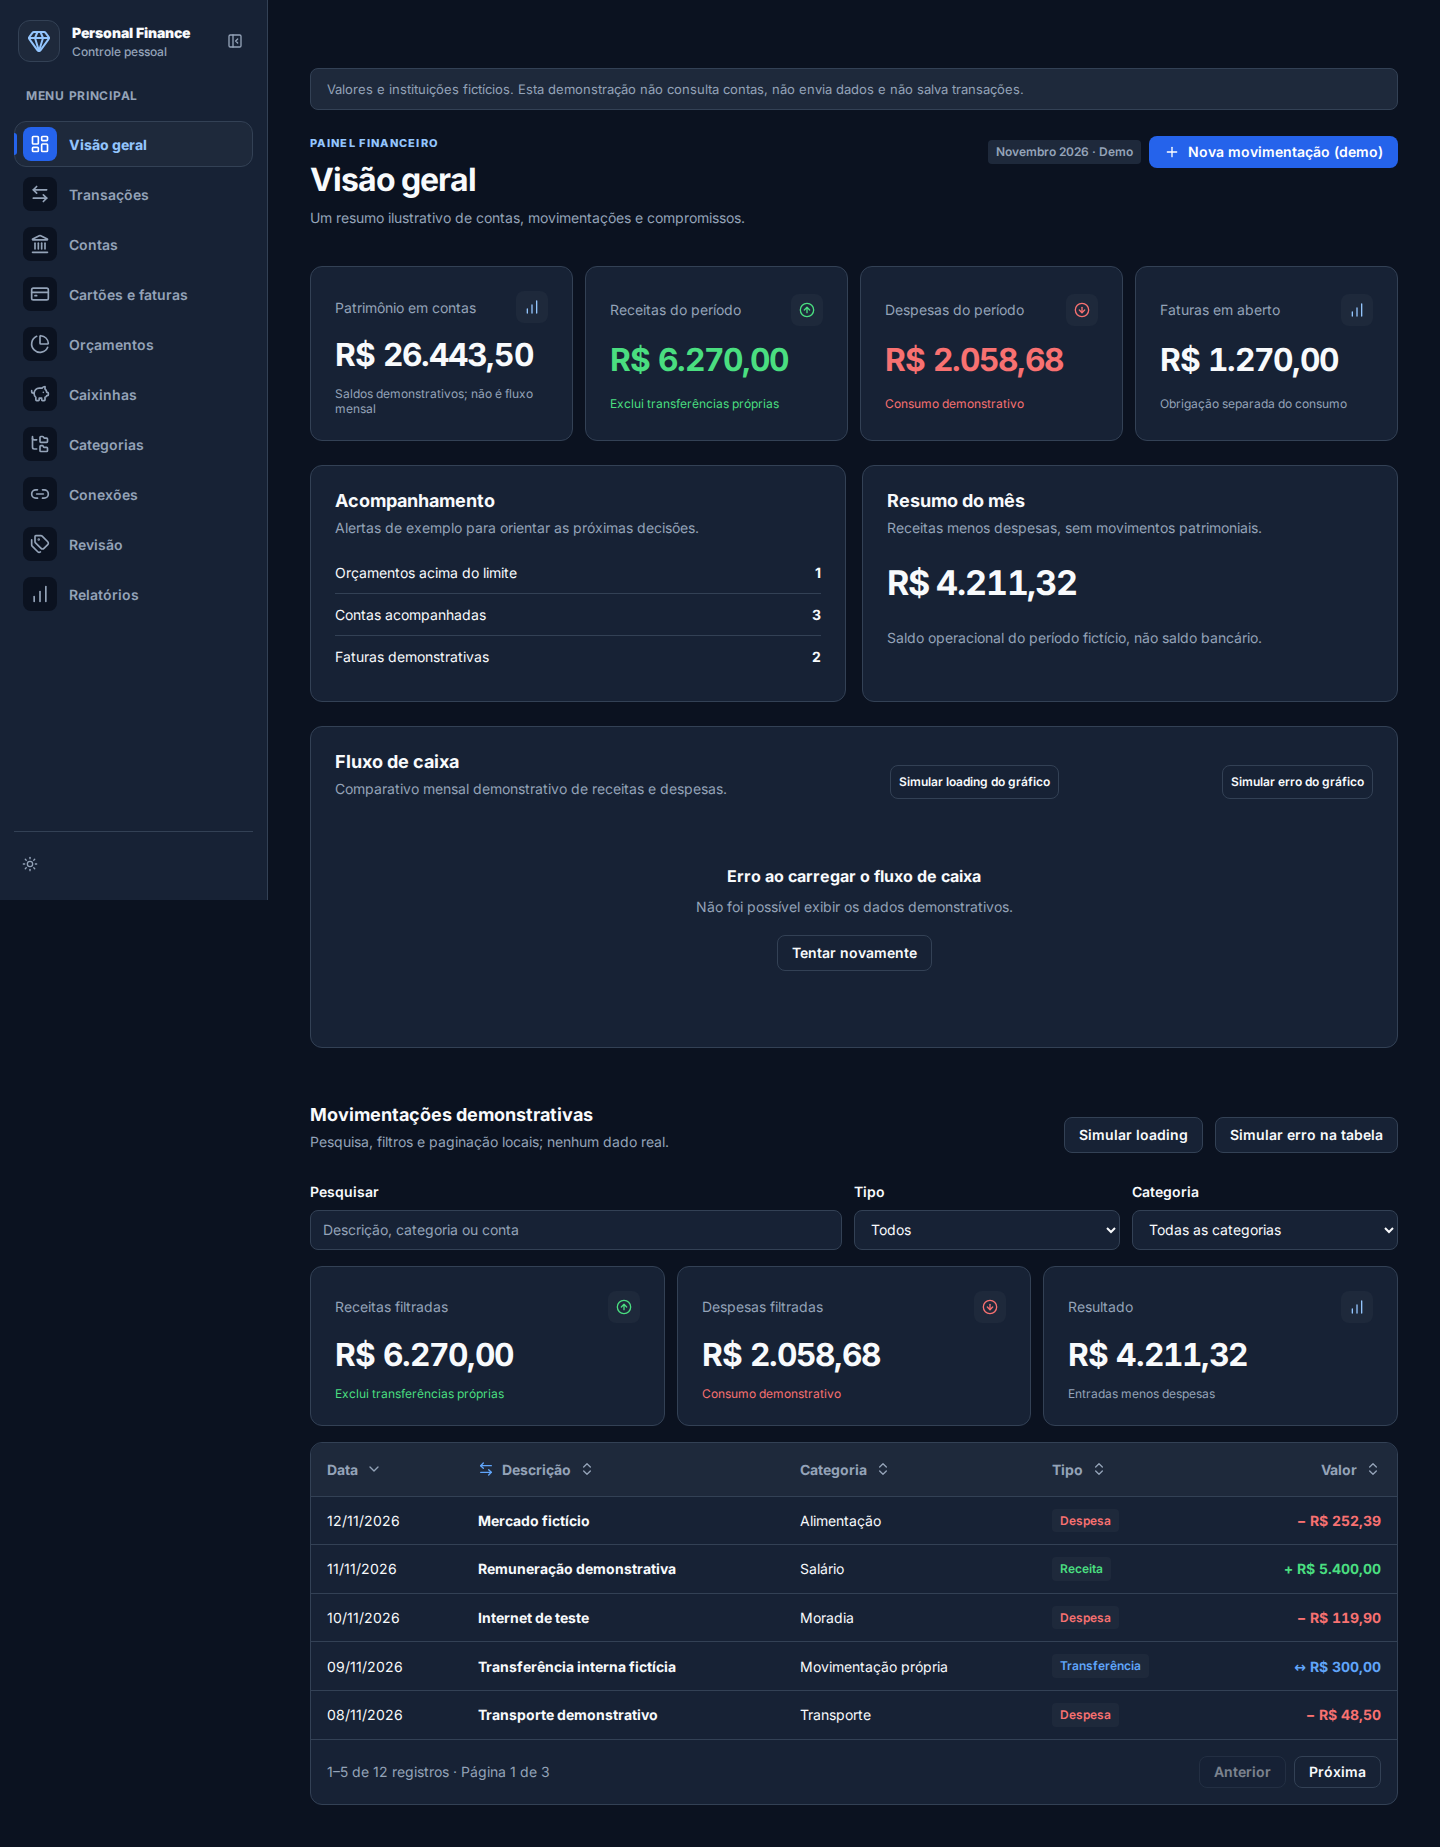 Personal Finance
Controle pessoal
MENU PRINCIPAL
Visão geral
Transações
Contas
Cartões e faturas
Orçamentos
Caixinhas
Categorias
Conexões
Revisão
Relatórios
Valores e instituições fictícios. Esta demonstração não consulta contas, não envia dados e não salva transações.
PAINEL FINANCEIRO
Visão geral
Um resumo ilustrativo de contas, movimentações e compromissos.
Novembro 2026 · Demo
Nova movimentação (demo)
Patrimônio em contas
R$ 26.443,50
Saldos demonstrativos; não é fluxo
mensal
Receitas do período
R$ 6.270,00
Exclui transferências próprias
Despesas do período
R$ 2.058,68
Consumo demonstrativo
Faturas em aberto
R$ 1.270,00
Obrigação separada do consumo
Acompanhamento
Alertas de exemplo para orientar as próximas decisões.
Orçamentos acima do limite 1
Contas acompanhadas 3
Faturas demonstrativas 2
Resumo do mês
Receitas menos despesas, sem movimentos patrimoniais.
R$ 4.211,32
Saldo operacional do período fictício, não saldo bancário.
Fluxo de caixa
Comparativo mensal demonstrativo de receitas e despesas.
Simular loading do gráfico
Simular erro do gráfico
Erro ao carregar o fluxo de caixa
Não foi possível exibir os dados demonstrativos.
Tentar novamente
Movimentações demonstrativas
Pesquisa, filtros e paginação locais; nenhum dado real.
Simular loading
Simular erro na tabela
Pesquisar
Descrição, categoria ou conta
Tipo
Todos
Categoria
Todas as categorias
Receitas filtradas
R$ 6.270,00
Exclui transferências próprias
Despesas filtradas
R$ 2.058,68
Consumo demonstrativo
Resultado
R$ 4.211,32
Entradas menos despesas
Data Descrição Categoria Tipo Valor
12/11/2026 Mercado fictício Alimentação Despesa − R$ 252,39
11/11/2026 Remuneração demonstrativa Salário Receita + R$ 5.400,00
10/11/2026 Internet de teste Moradia Despesa − R$ 119,90
09/11/2026 Transferência interna fictícia Movimentação própria Transferência ↔ R$ 300,00
08/11/2026 Transporte demonstrativo Transporte Despesa − R$ 48,50
1–5 de 12 registros · Página 1 de 3
Anterior
Próxima